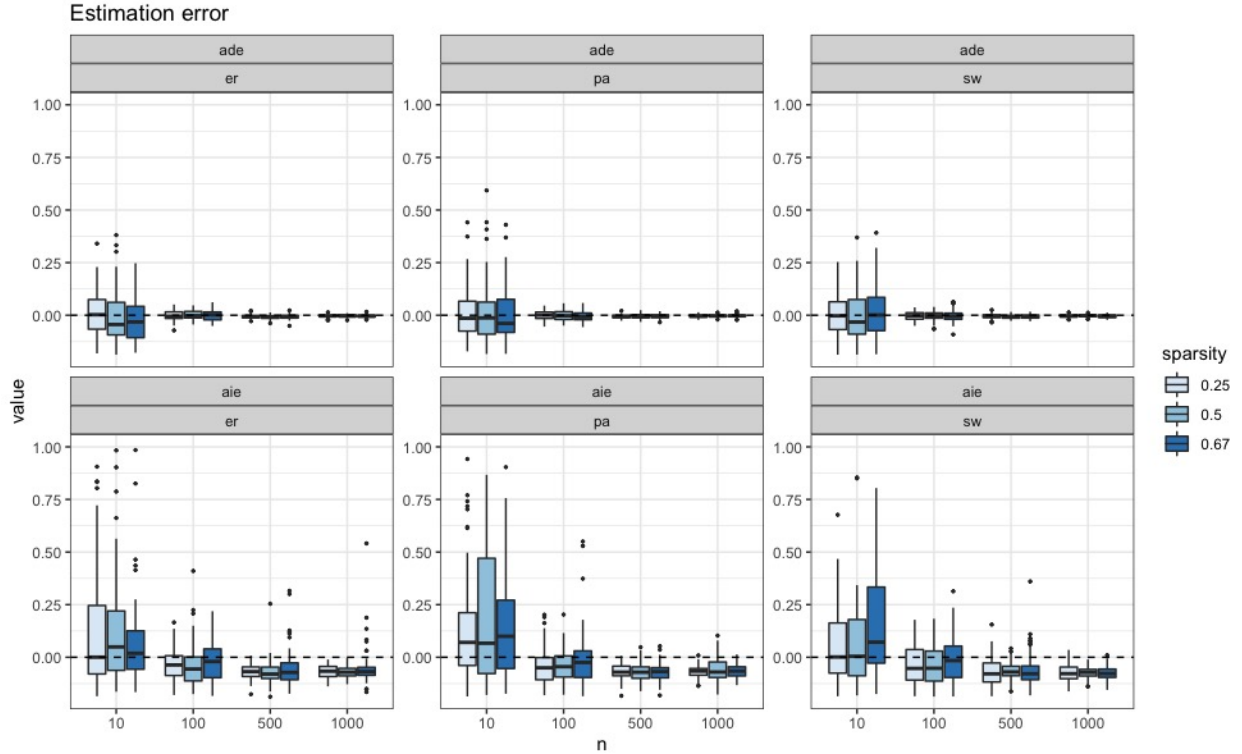 Estimation error
ade ade ade
er pa sw
1.00 1.00 1.00
0.75 0.75 0.75
0.50 0.50 0.50
0.25 0.25 0.25
0.00 0.00 0.00
sparsity
0.25
0.5
0.67
value
aie aie aie
er pa sw
1.00 1.00 1.00
0.75 0.75 0.75
0.50 0.50 0.50
0.25 0.25 0.25
0.00 0.00 0.00
10 100 500 1000 10 100 500 1000 10 100 500 1000
n